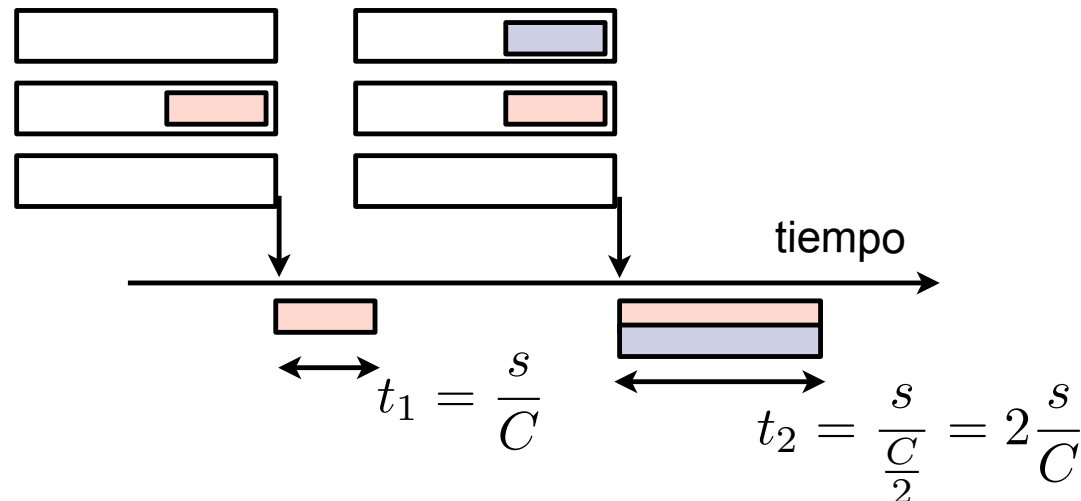 tiempo
t₁ = s/C
t₂ = s/(C/2) = 2 s/C